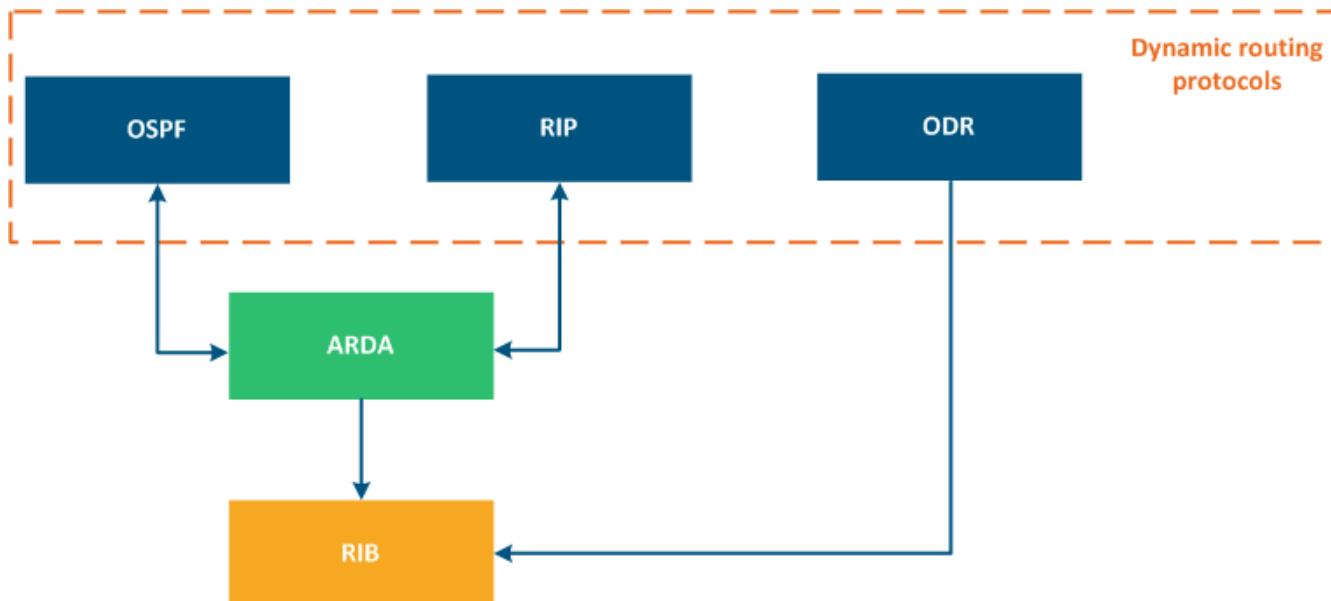 Dynamic routing
protocols
OSPF
RIP
ODR
ARDA
RIB